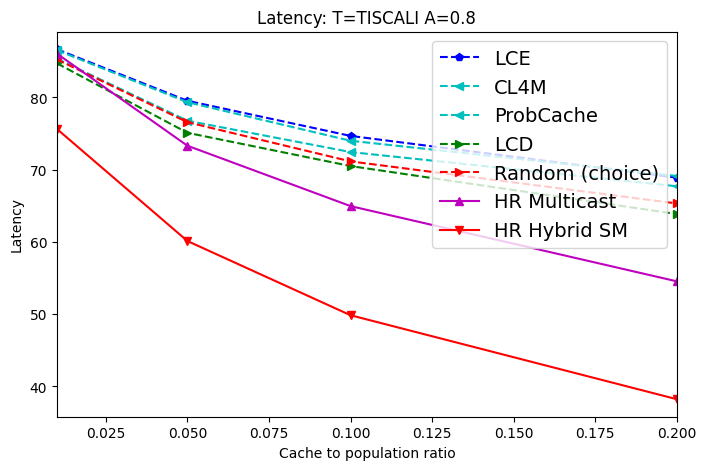 Latency: T=TISCALI A=0.8
LCE
CL4M
ProbCache
LCD
Random (choice)
HR Multicast
HR Hybrid SM
Latency
80
70
60
50
40
0.025 0.050 0.075 0.100 0.125 0.150 0.175 0.200
Cache to population ratio